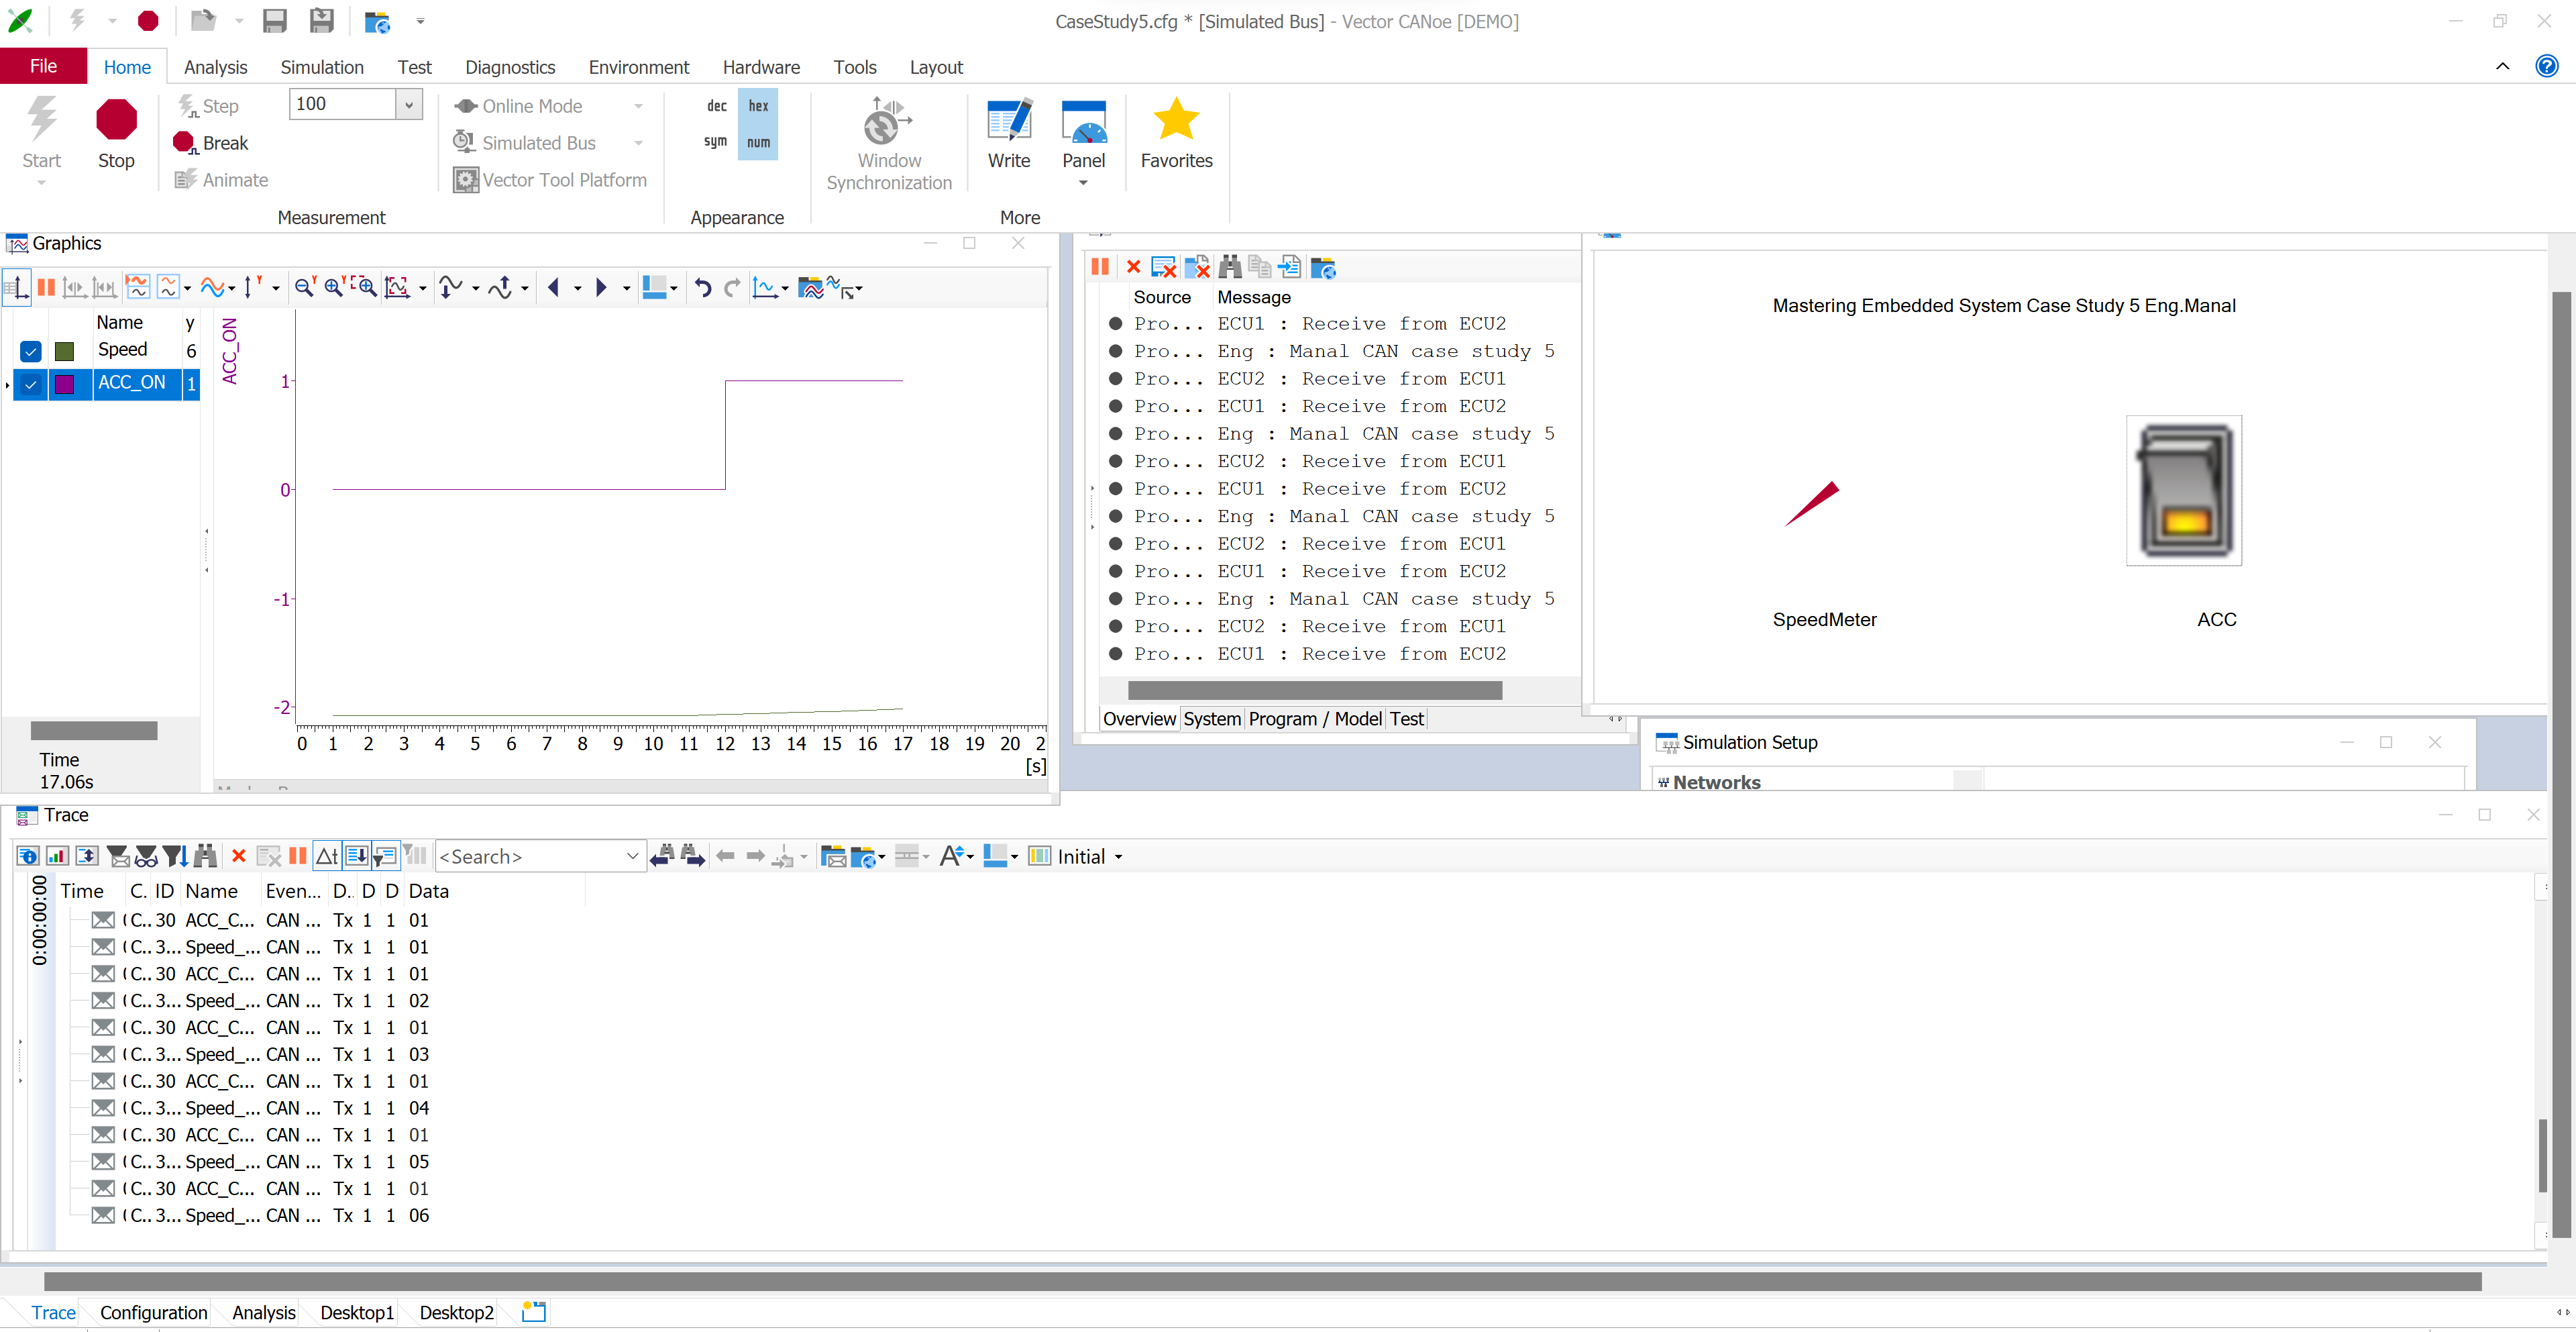 CaseStudy5.cfg * [Simulated Bus] - Vector CANoe [DEMO]
File Home Analysis Simulation Test Diagnostics Environment Hardware Tools Layout
Start
Stop
Step
Break
Animate
100
Measurement
Online Mode
Simulated Bus
Vector Tool Platform
dec hex
sym num
Appearance
Window
Synchronization
Write
Panel
More
Favorites
Graphics
Name y
Speed 6
ACC_ON 1
Time
17.06s
ACC_ON
1
0
-1
-2
0 1 2 3 4 5 6 7 8 9 10 11 12 13 14 15 16 17 18 19 20 2
[s]
Source Message
Pro... ECU1 : Receive from ECU2
Pro... Eng : Manal CAN case study 5
Pro... ECU2 : Receive from ECU1
Pro... ECU1 : Receive from ECU2
Pro... Eng : Manal CAN case study 5
Pro... ECU2 : Receive from ECU1
Pro... ECU1 : Receive from ECU2
Pro... Eng : Manal CAN case study 5
Pro... ECU2 : Receive from ECU1
Pro... ECU1 : Receive from ECU2
Pro... Eng : Manal CAN case study 5
Pro... ECU2 : Receive from ECU1
Pro... ECU1 : Receive from ECU2
Overview System Program / Model Test
Mastering Embedded System Case Study 5 Eng.Manal
SpeedMeter
ACC
Simulation Setup
Networks
Trace
<Search>
Initial
0:00:00:00
Time C. ID Name Even... D.. D D Data
C.. 30 ACC_C... CAN ... Tx 1 1 01
C.. 3... Speed_... CAN ... Tx 1 1 01
C.. 30 ACC_C... CAN ... Tx 1 1 01
C.. 3... Speed_... CAN ... Tx 1 1 02
C.. 30 ACC_C... CAN ... Tx 1 1 01
C.. 3... Speed_... CAN ... Tx 1 1 03
C.. 30 ACC_C... CAN ... Tx 1 1 01
C.. 3... Speed_... CAN ... Tx 1 1 04
C.. 30 ACC_C... CAN ... Tx 1 1 01
C.. 3... Speed_... CAN ... Tx 1 1 05
C.. 30 ACC_C... CAN ... Tx 1 1 01
C.. 3... Speed_... CAN ... Tx 1 1 06
Trace Configuration Analysis Desktop1 Desktop2